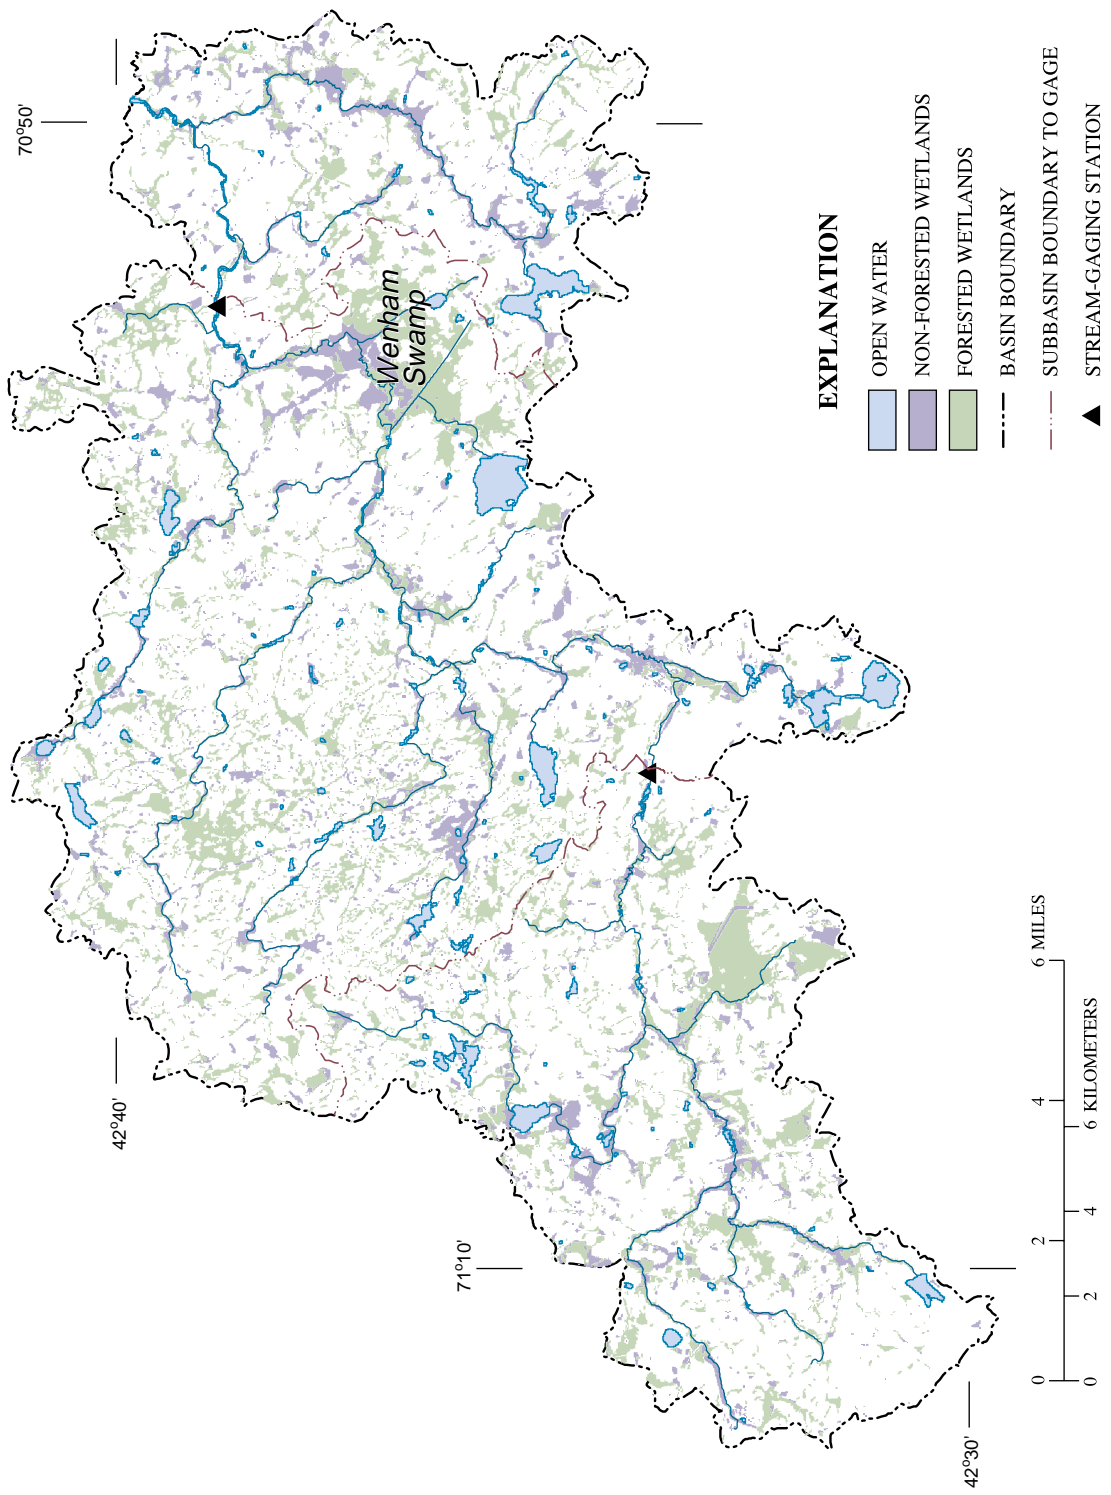 70°50'
42°40'
71°10'
42°30'
Wenham
Swamp
EXPLANATION
OPEN WATER
NON-FORESTED WETLANDS
FORESTED WETLANDS
BASIN BOUNDARY
SUBBASIN BOUNDARY TO GAGE
STREAM-GAGING STATION
0 2 4 6 MILES
0 2 4 6 KILOMETERS